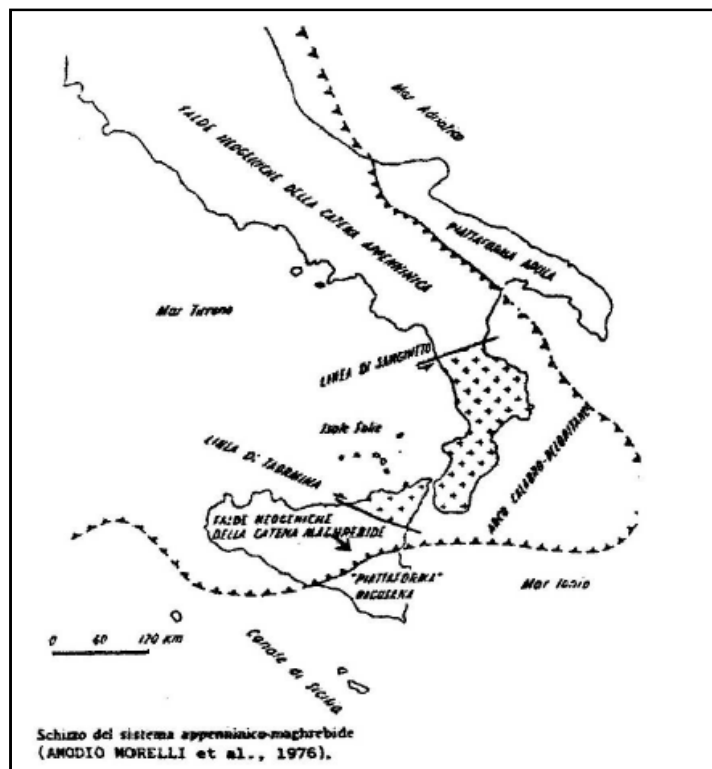 Mar Adriatico
FALDE NEOGENICHE DELLA CATENA APPENNINICA
PIATTAFORMA APULA
Mar Tirreno
LINEA DI SANGINETO
Isole Eolie
LINEA DI TAORMINA
ARCO CALABRO-PELORITANO
FALDE NEOGENICHE
DELLA CATENA MAGHREBIDE
"PIATTAFORMA"
RAGUSANA
Mar Ionio
0 60 120 KM
Canale di Sicilia
Schizzo del sistema appenninico-maghrebide
(AMODIO MORELLI et al., 1976).